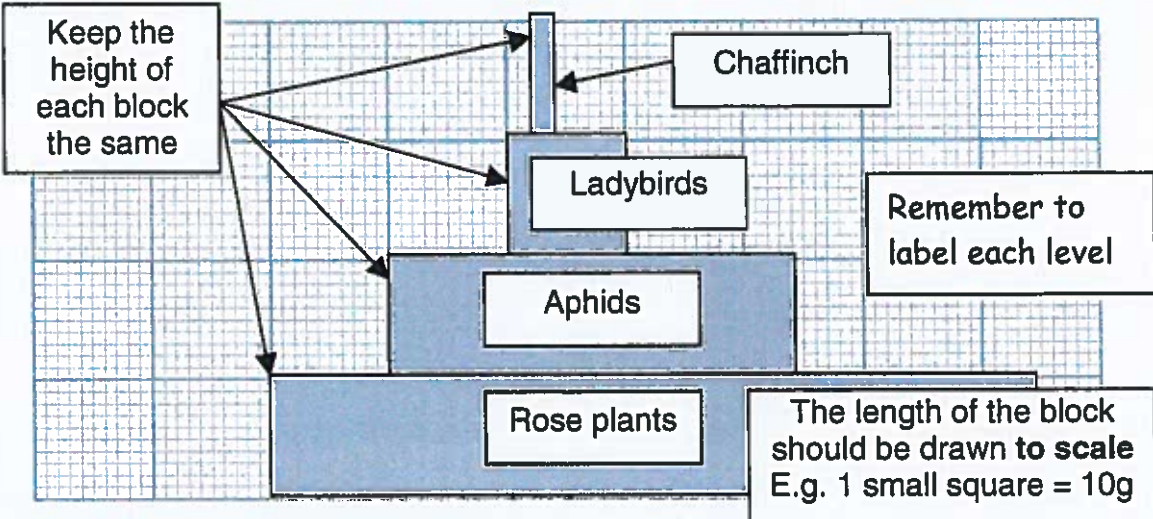 Keep the
height of
each block
the same
Chaffinch
Ladybirds
Remember to
label each level
Aphids
Rose plants
The length of the block
should be drawn to scale
E.g. 1 small square = 10g